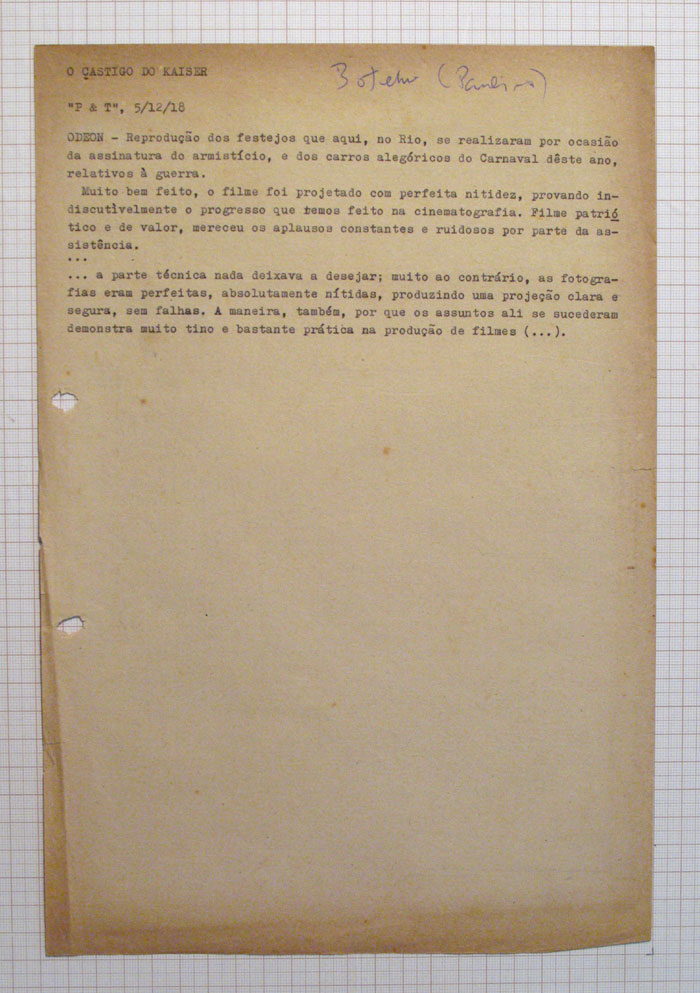 O CASTIGO DO KAISER
Botelho (Paulino)
"P & T", 5/12/18
ODEON - Reprodução dos festejos que aqui, no Rio, se realizaram por ocasião
da assinatura do armistício, e dos carros alegóricos do Carnaval dêste ano,
relativos à guerra.
Muito bem feito, o filme foi projetado com perfeita nitidez, provando in-
discutìvelmente o progresso que temos feito na cinematografia. Filme patrió
tico e de valor, mereceu os aplausos constantes e ruidosos por parte da as-
sistência.
...
... a parte técnica nada deixava a desejar; muito ao contrário, as fotogra-
fias eram perfeitas, absolutamente nítidas, produzindo uma projeção clara e
segura, sem falhas. A maneira, também, por que os assuntos ali se sucederam
demonstra muito tino e bastante prática na produção de filmes (...).